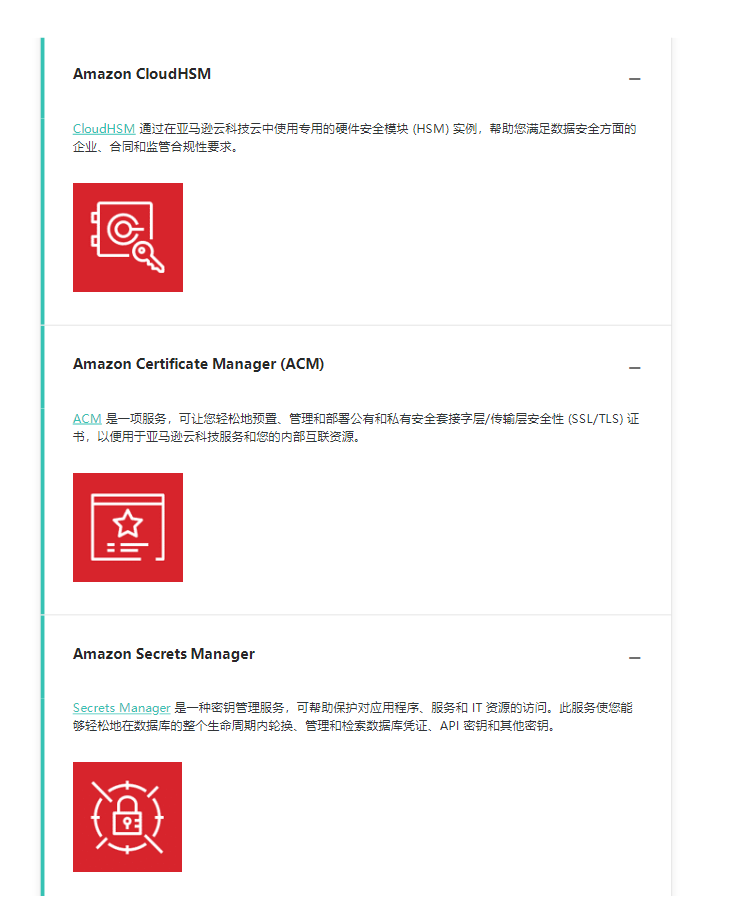 Amazon CloudHSM
CloudHSM 通过在亚马逊云科技云中使用专用的硬件安全模块 (HSM) 实例，帮助您满足数据安全方面的
企业、合同和监管合规性要求。
Amazon Certificate Manager (ACM)
ACM 是一项服务，可让您轻松地预置、管理和部署公有和私有安全套接字层/传输层安全性 (SSL/TLS) 证
书，以便用于亚马逊云科技服务和您的内部互联资源。
Amazon Secrets Manager
Secrets Manager 是一种密钥管理服务，可帮助保护对应用程序、服务和 IT 资源的访问。此服务使您能
够轻松地在数据库的整个生命周期内轮换、管理和检索数据库凭证、API 密钥和其他密钥。